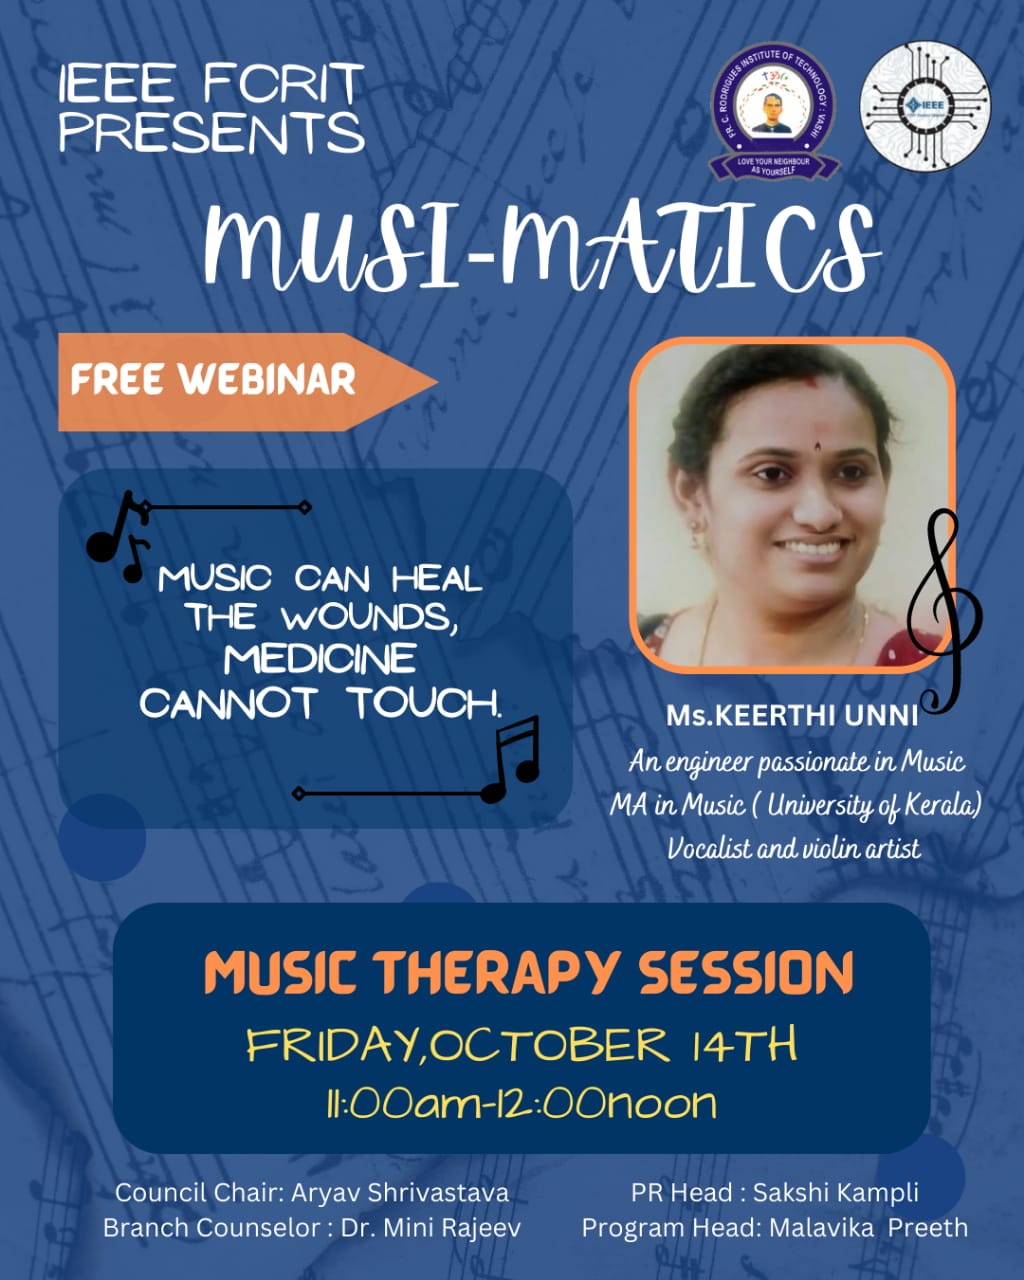 IEEE FCRIT
PRESENTS
FR. C. RODRIGUES INSTITUTE OF TECHNOLOGY : VASHI
LOVE YOUR NEIGHBOUR
AS YOURSELF
IEEE
MUSI-MATICS
FREE WEBINAR
MUSIC CAN HEAL
THE WOUNDS,
MEDICINE
CANNOT TOUCH.
Ms.KEERTHI UNNI
An engineer passionate in Music
MA in Music ( University of Kerala)
Vocalist and violin artist
MUSIC THERAPY SESSION
FRIDAY,OCTOBER 14TH
11:00am-12:00noon
Council Chair: Aryav Shrivastava
Branch Counselor : Dr. Mini Rajeev
PR Head : Sakshi Kampli
Program Head: Malavika Preeth